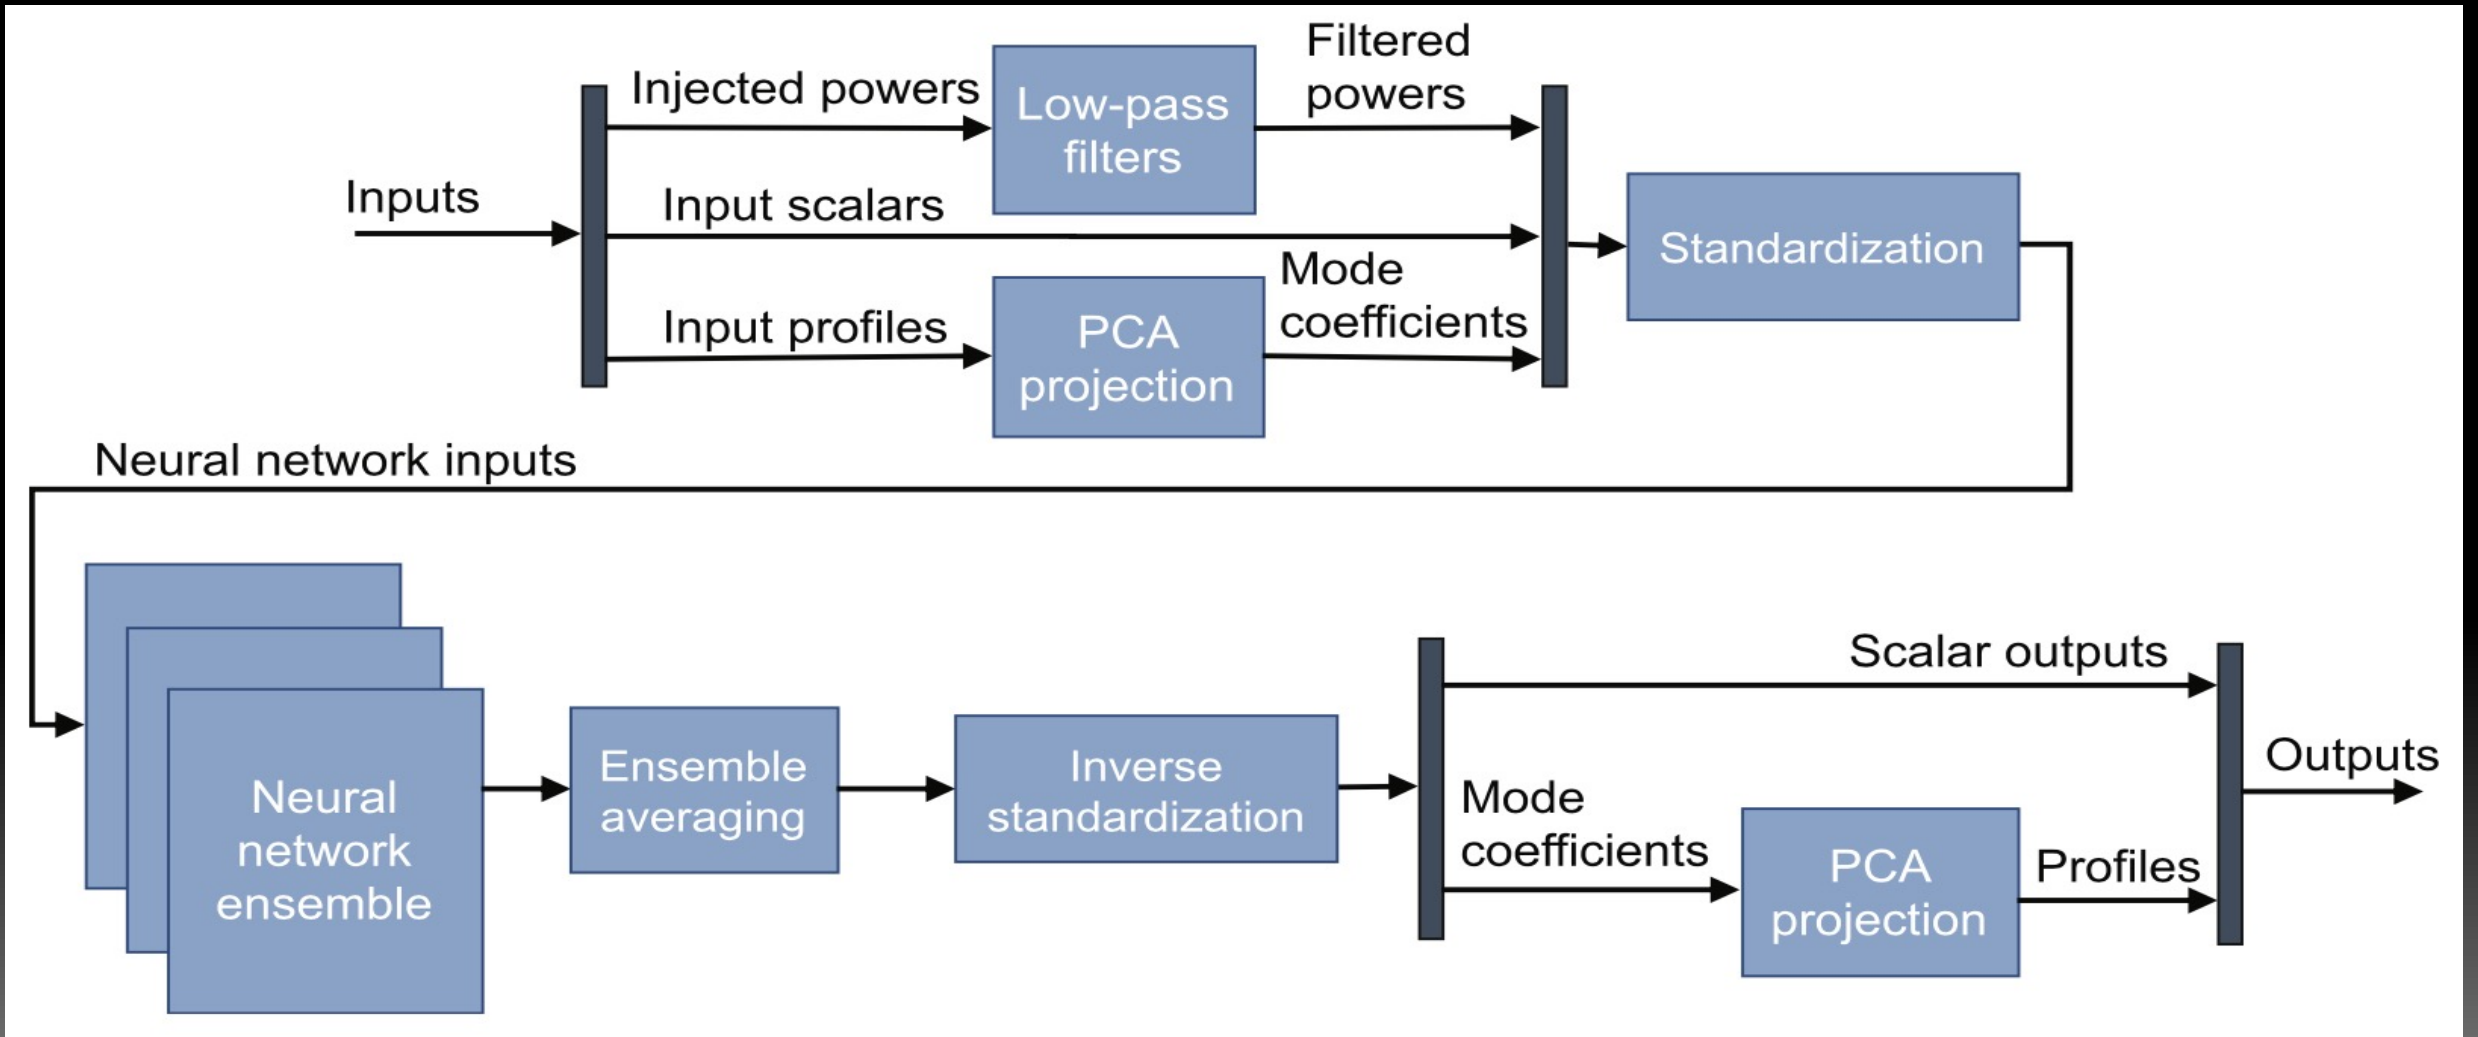 Inputs
Injected powers
Low-pass
filters
Filtered
powers
Input scalars
Input profiles
PCA
projection
Mode
coefficients
Standardization
Neural network inputs
Neural
network
ensemble
Ensemble
averaging
Inverse
standardization
Scalar outputs
Mode
coefficients
PCA
projection
Profiles
Outputs